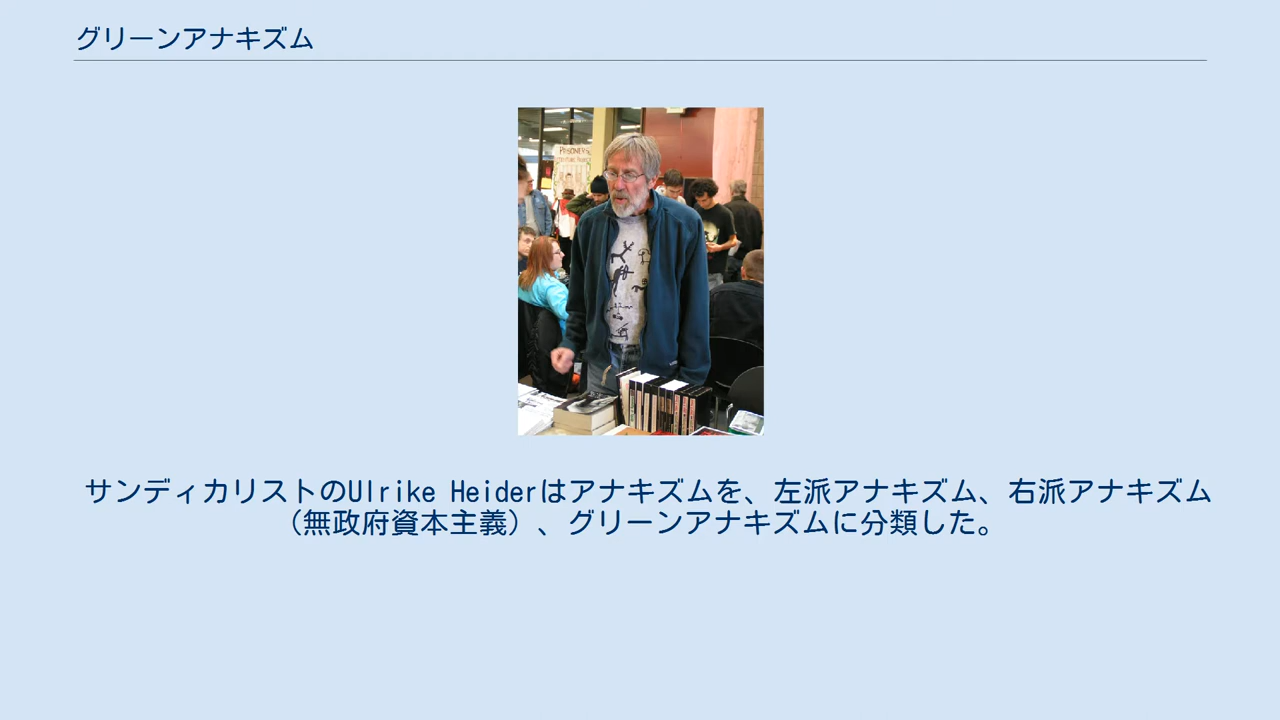 グリーンアナキズム
PRISONERS
サンディカリストのUlrike Heiderはアナキズムを、左派アナキズム、右派アナキズム
（無政府資本主義）、グリーンアナキズムに分類した。